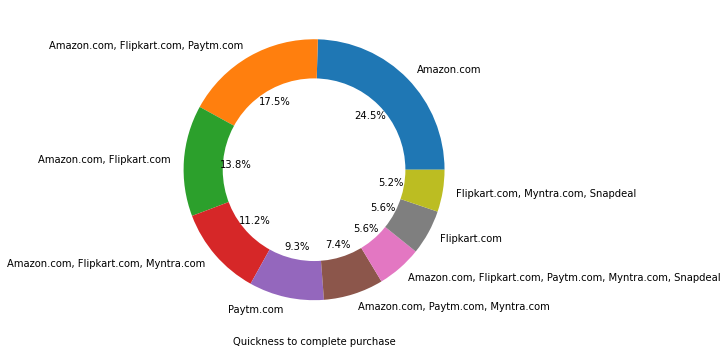 Amazon.com, Flipkart.com, Paytm.com
Amazon.com
17.5%
24.5%
Amazon.com, Flipkart.com
13.8%
5.2%
Flipkart.com, Myntra.com, Snapdeal
5.6%
11.2%
5.6%
Flipkart.com
9.3%
7.4%
Amazon.com, Flipkart.com, Myntra.com
Amazon.com, Flipkart.com, Paytm.com, Myntra.com, Snapdeal
Paytm.com
Amazon.com, Paytm.com, Myntra.com
Quickness to complete purchase